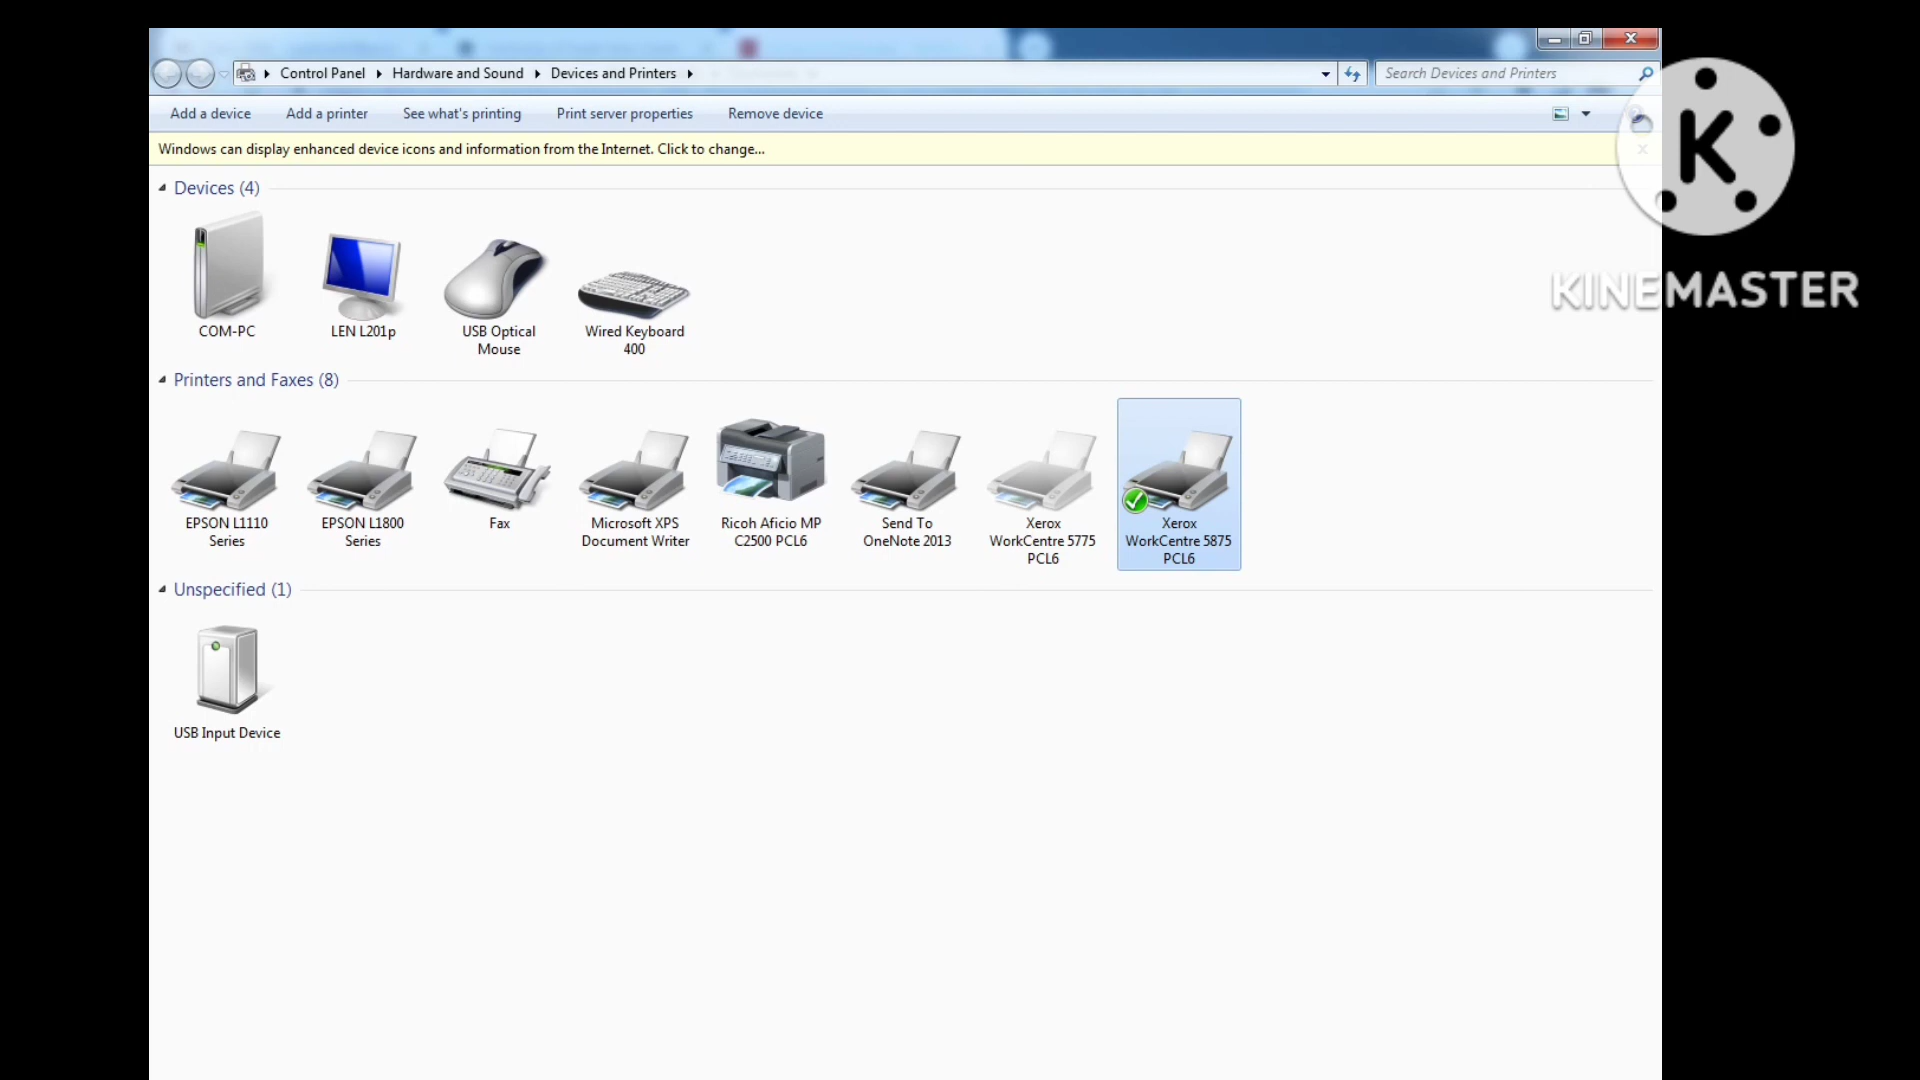 Control Panel Hardware and Sound Devices and Printers
Search Devices and Printers
Add a device Add a printer See what's printing Print server properties Remove device
Windows can display enhanced device icons and information from the Internet. Click to change...
K
KINEMASTER
Devices (4)
COM-PC
LEN L201p
USB Optical
Mouse
Wired Keyboard
400
Printers and Faxes (8)
EPSON L1110
Series
EPSON L1800
Series
Fax
Microsoft XPS
Document Writer
Ricoh Aficio MP
C2500 PCL6
Send To
OneNote 2013
Xerox
WorkCentre 5775
PCL6
Xerox
WorkCentre 5875
PCL6
Unspecified (1)
USB Input Device